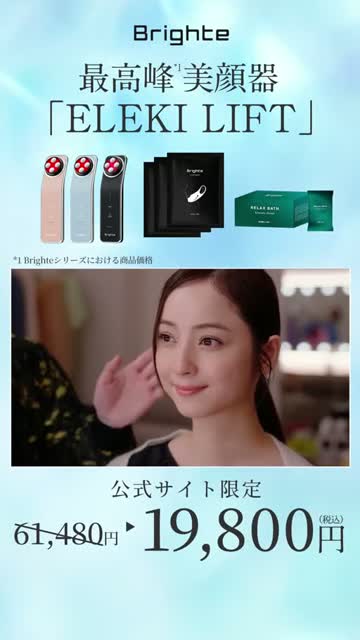 Brighte
最高峰*1美顔器
「ELEKI LIFT」
Brighte
RELAX BATH
*1 Brighteシリーズにおける商品価格
公式サイト限定
61,480円 ▶ 19,800円(税込)